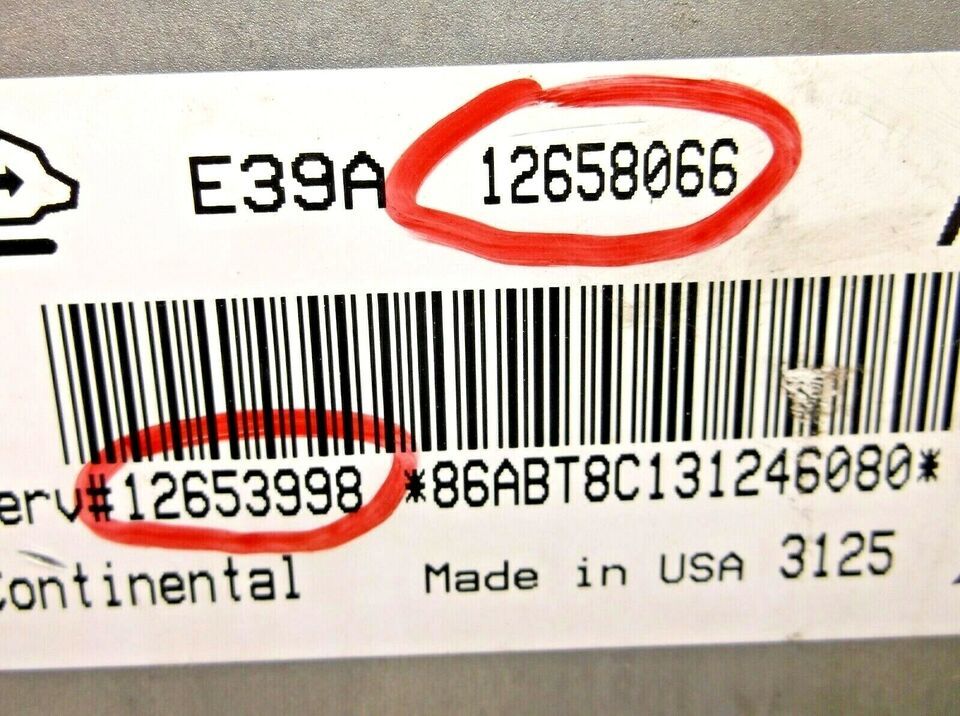 E39A 12658066
erv#12653998 *86ABT8C131246080*
Continental Made in USA 3125